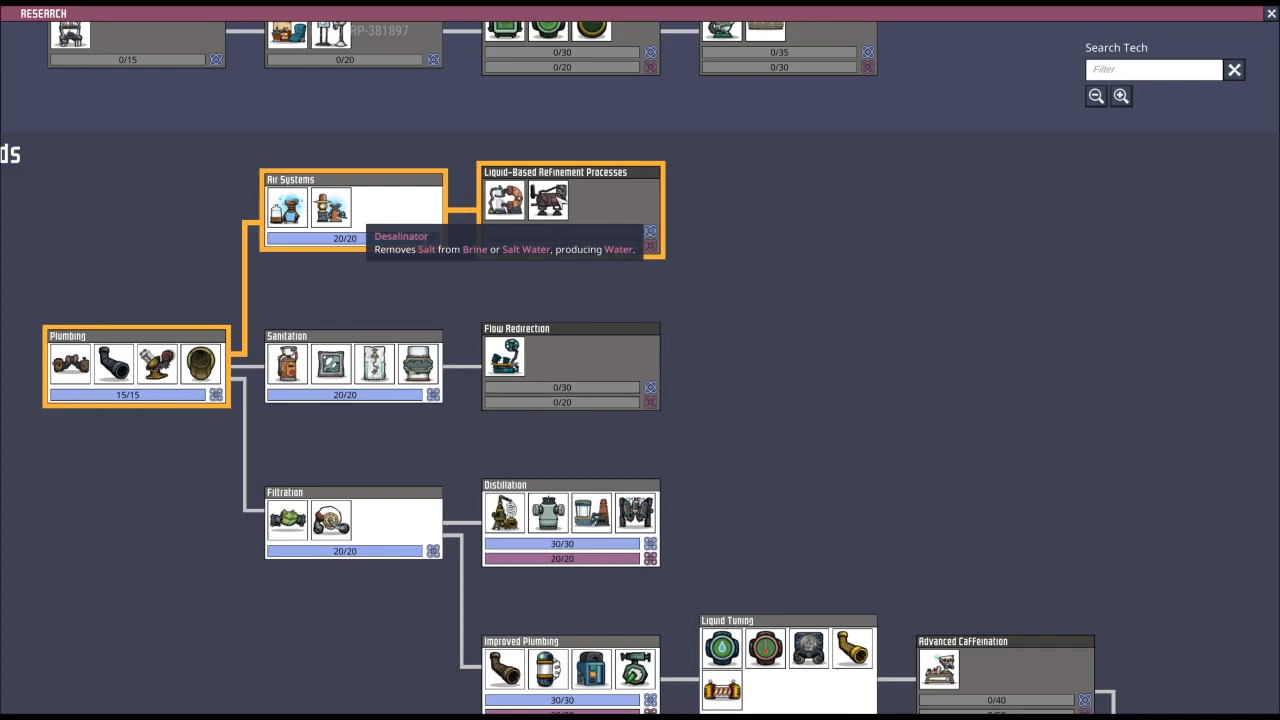 RESEARCH
RP-381897
0/15
0/20
0/30
0/20
0/35
0/30
Search Tech
Filter
ds
Air Systems
20/20
Liquid-Based Refinement Processes
Desalinator
Removes Salt from Brine or Salt Water, producing Water.
Plumbing
15/15
Sanitation
20/20
Flow Redirection
0/30
0/20
Filtration
20/20
Distillation
30/30
20/20
Improved Plumbing
30/30
Liquid Tuning
Advanced Caffeination
0/40